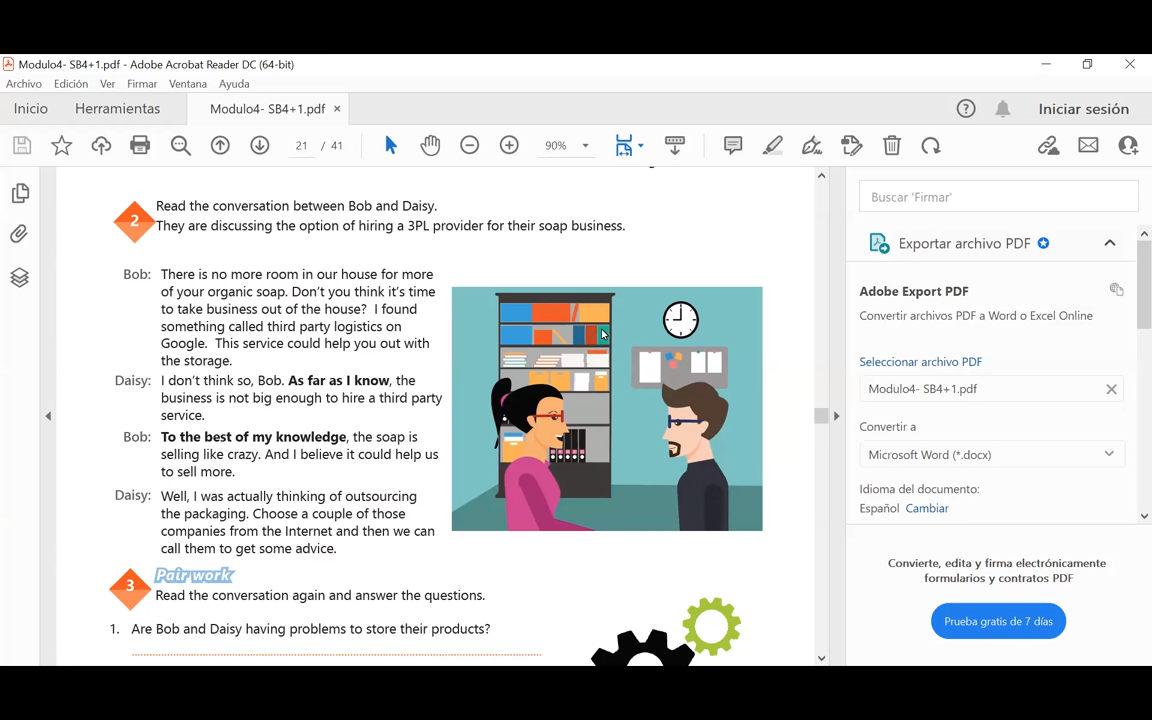 Modulo4- SB4+1.pdf - Adobe Acrobat Reader DC (64-bit)
Archivo Edición Ver Firmar Ventana Ayuda
Inicio Herramientas Modulo4- SB4+1.pdf × Iniciar sesión
21 / 41 90%
2
Read the conversation between Bob and Daisy.
They are discussing the option of hiring a 3PL provider for their soap business.
Bob: There is no more room in our house for more
of your organic soap. Don't you think it's time
to take business out of the house? I found
something called third party logistics on
Google. This service could help you out with
the storage.
Daisy: I don't think so, Bob. As far as I know, the
business is not big enough to hire a third party
service.
Bob: To the best of my knowledge, the soap is
selling like crazy. And I believe it could help us
to sell more.
Daisy: Well, I was actually thinking of outsourcing
the packaging. Choose a couple of those
companies from the Internet and then we can
call them to get some advice.
3
Pair work
Read the conversation again and answer the questions.
1. Are Bob and Daisy having problems to store their products?
Buscar 'Firmar'
Exportar archivo PDF
Adobe Export PDF
Convertir archivos PDF a Word o Excel Online
Seleccionar archivo PDF
Modulo4- SB4+1.pdf
Convertir a
Microsoft Word (*.docx)
Idioma del documento:
Español Cambiar
Convierte, edita y firma electrónicamente
formularios y contratos PDF
Prueba gratis de 7 días